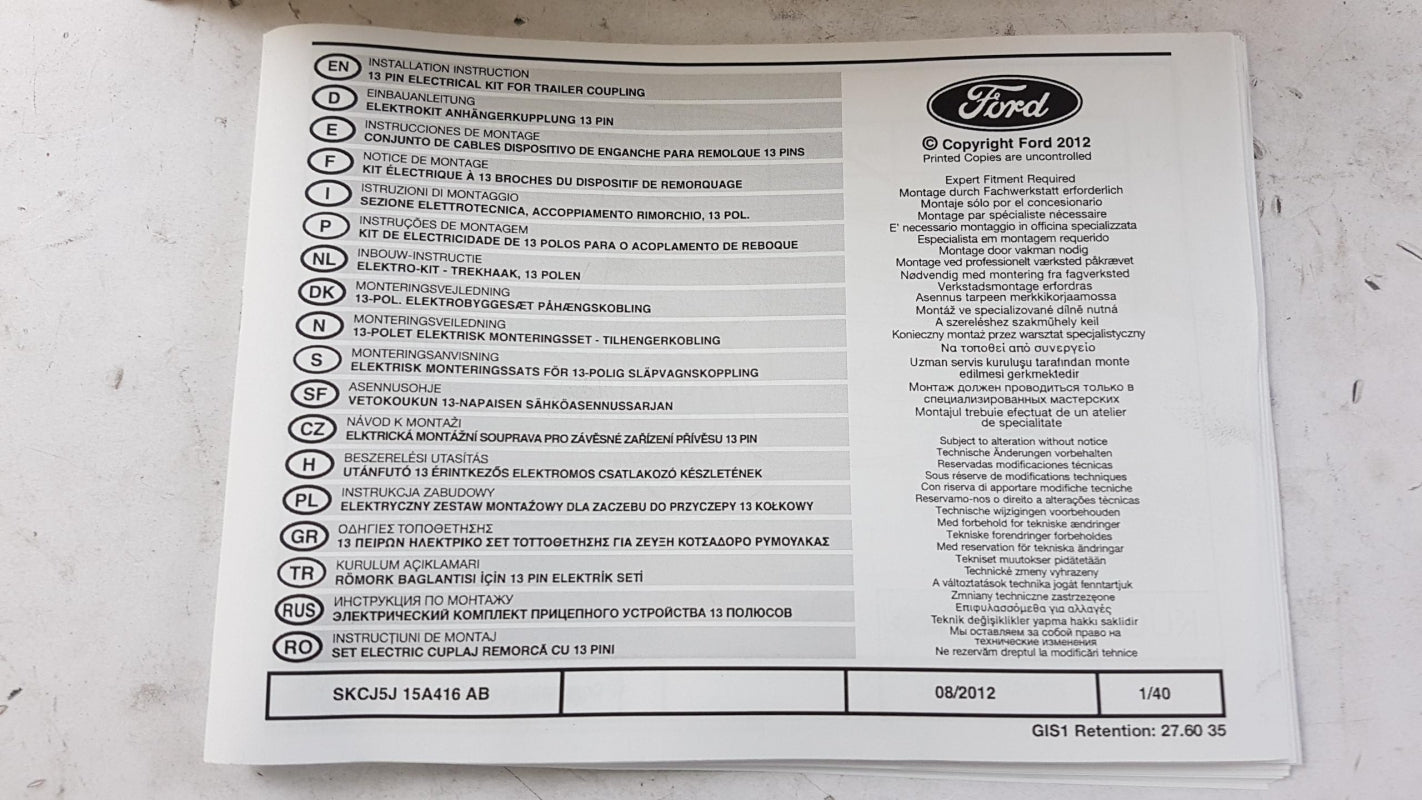 EN INSTALLATION INSTRUCTION
13 PIN ELECTRICAL KIT FOR TRAILER COUPLING
D EINBAUANLEITUNG
ELEKTROKIT ANHÄNGERKUPPLUNG 13 PIN
E INSTRUCCIONES DE MONTAGE
CONJUNTO DE CABLES DISPOSITIVO DE ENGANCHE PARA REMOLQUE 13 PINS
F NOTICE DE MONTAGE
KIT ÉLECTRIQUE À 13 BROCHES DU DISPOSITIF DE REMORQUAGE
I ISTRUZIONI DI MONTAGGIO
SEZIONE ELETTROTECNICA, ACCOPPIAMENTO RIMORCHIO, 13 POL.
P INSTRUÇÕES DE MONTAGEM
KIT DE ELECTRICIDADE DE 13 POLOS PARA O ACOPLAMENTO DE REBOQUE
NL INBOUW-INSTRUCTIE
ELEKTRO-KIT - TREKHAAK, 13 POLEN
DK MONTERINGSVEJLEDNING
13-POL. ELEKTROBYGGESÆT PÅHÆNGSKOBLING
N MONTERINGSVEILEDNING
13-POLET ELEKTRISK MONTERINGSSET - TILHENGERKOBLING
S MONTERINGSANVISNING
ELEKTRISK MONTERINGSSATS FÖR 13-POLIG SLÄPVAGNSKOPPLING
SF ASENNUSOHJE
VETOKOUKUN 13-NAPAISEN SÄHKÖASENNUSSARJAN
CZ NÁVOD K MONTAŽI
ELKTRICKÁ MONTÁŽNÍ SOUPRAVA PRO ZÁVĚSNÉ ZAŘÍZENÍ PŘÍVĚSU 13 PIN
H BESZERELÉSI UTASÍTÁS
UTÁNFUTÓ 13 ÉRINTKEZŐS ELEKTROMOS CSATLAKOZÓ KÉSZLETÉNEK
PL INSTRUKCJA ZABUDOWY
ELEKTRYCZNY ZESTAW MONTAŻOWY DLA ZACZEBU DO PRZYCZEPY 13 KOŁKOWY
GR ΟΔΗΓΙΕΣ ΤΟΠΟΘΕΤΗΣΗΣ
13 ΠΕΙΡΩΝ ΗΛΕΚΤΡΙΚΟ ΣΕΤ ΤΟΤΤΟΘΕΤΗΣΗΣ ΓΙΑ ΖΕΥΞΗ ΚΟΤΣΑΔΟΡΟ ΡΥΜΟΥΛΚΑΣ
TR KURULUM AÇIKLAMARI
RÖMORK BAGLANTISI İÇİN 13 PIN ELEKTRİK SETİ
RUS ИНСТРУКЦИЯ ПО МОНТАЖУ
ЭЛЕКТРИЧЕСКИЙ КОМПЛЕКТ ПРИЦЕПНОГО УСТРОЙСТВА 13 ПОЛЮСОВ
RO INSTRUCŢIUNI DE MONTAJ
SET ELECTRIC CUPLAJ REMORCĂ CU 13 PINI
Ford
© Copyright Ford 2012
Printed Copies are uncontrolled
Expert Fitment Required
Montage durch Fachwerkstatt erforderlich
Montaje sólo por el concesionario
Montage par spécialiste nécessaire
E' necessario montaggio in officina specializzata
Especialista em montagem requerido
Montage door vakman nodig
Montage ved professionelt værksted påkrævet
Nødvendig med montering fra fagverksted
Verkstadsmontage erfordras
Asennus tarpeen merkkikorjaamossa
Montáž ve specializované dílně nutná
A szereléshez szakműhely keil
Konieczny montaż przez warsztat specjalistyczny
Να τοποθεί από συνεργείο
Uzman servis kuruluşu tarafından monte
edilmesi gerkmektedir
Монтаж должен проводиться только в
специализированных мастерских
Montajul trebuie efectuat de un atelier
de specialitate
Subject to alteration without notice
Technische Änderungen vorbehalten
Reservadas modificaciones técnicas
Sous réserve de modifications techniques
Con riserva di apportare modifiche tecniche
Reservamo-nos o direito a alterações técnicas
Technische wijzigingen voorbehouden
Med forbehold for tekniske ændringer
Tekniske forendringer forbeholdes
Med reservation för tekniska ändringar
Tekniset muutokser pidätetään
Technické zmeny vyhrazeny
A változtatások technika jogát fenntartjuk
Zmniany techniczne zastrzezǫne
Επιφυλασσόμεθα για αλλαγές
Teknik değişiklikler yapma hakkı saklidir
Мы оставляем за собой право на
технические изменения
Ne rezervăm dreptul la modificări tehnice
SKCJ5J 15A416 AB 08/2012 1/40
GIS1 Retention: 27.60 35